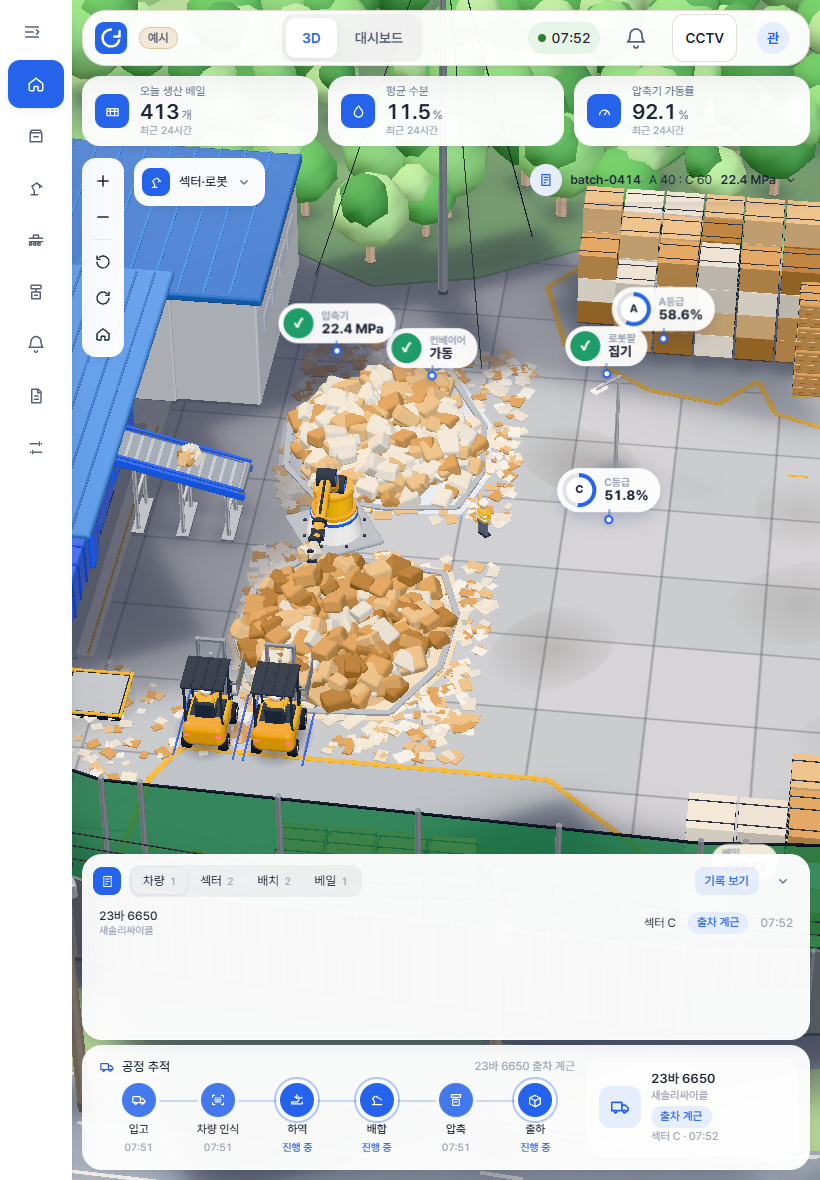 예시
3D
대시보드
07:52
CCTV
관
오늘 생산 베일
413개
최근 24시간
평균 수분
11.5%
최근 24시간
압축기 가동률
92.1%
최근 24시간
섹터·로봇
batch-0414 A 40 : C 60 22.4 MPa
압축기
22.4 MPa
컨베이어
가동
로봇팔
집기
A
A등급
58.6%
C
C등급
51.8%
베일
차량 1
섹터 2
배치 2
베일 1
기록 보기
23바 6650
새솔리싸이클
섹터 C 출차 계근 07:52
공정 추적
23바 6650 출차 계근
입고
07:51
차량 인식
07:51
하역
진행 중
배합
진행 중
압축
07:51
출하
진행 중
23바 6650
새솔리싸이클
출차 계근
섹터 C · 07:52